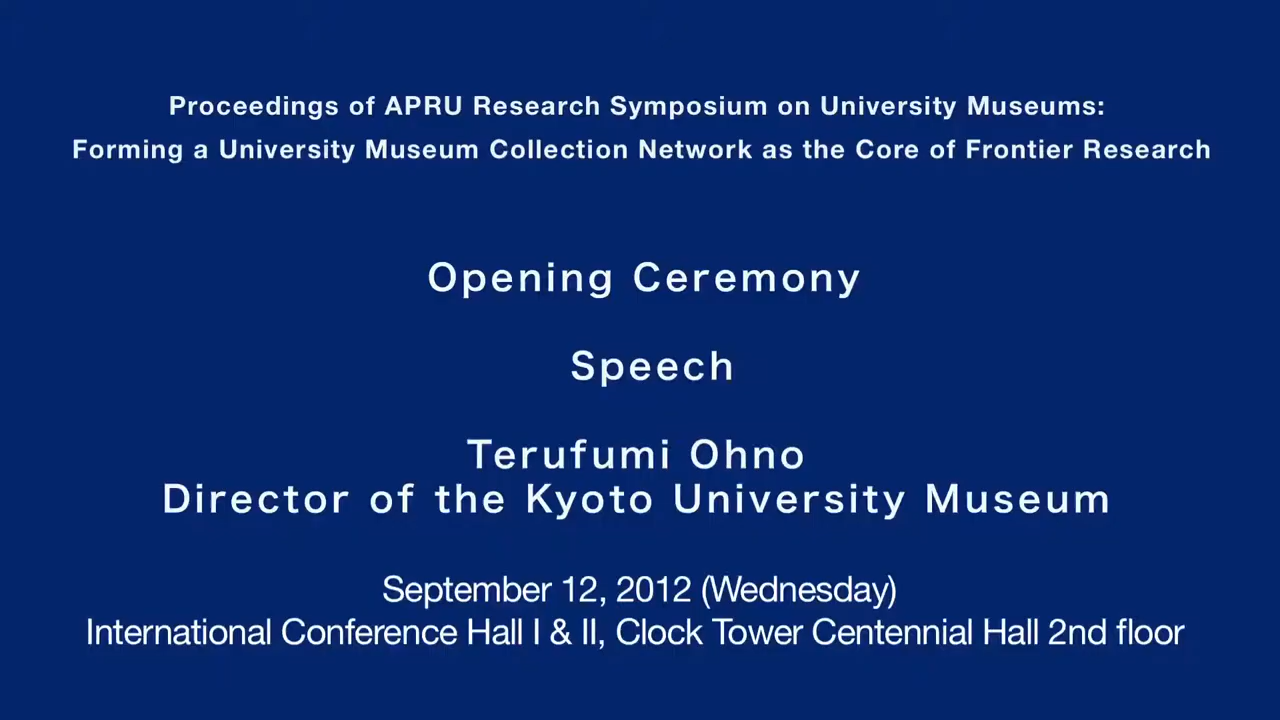 Proceedings of APRU Research Symposium on University Museums:
Forming a University Museum Collection Network as the Core of Frontier Research
Opening Ceremony
Speech
Terufumi Ohno
Director of the Kyoto University Museum
September 12, 2012 (Wednesday)
International Conference Hall I & II, Clock Tower Centennial Hall 2nd floor